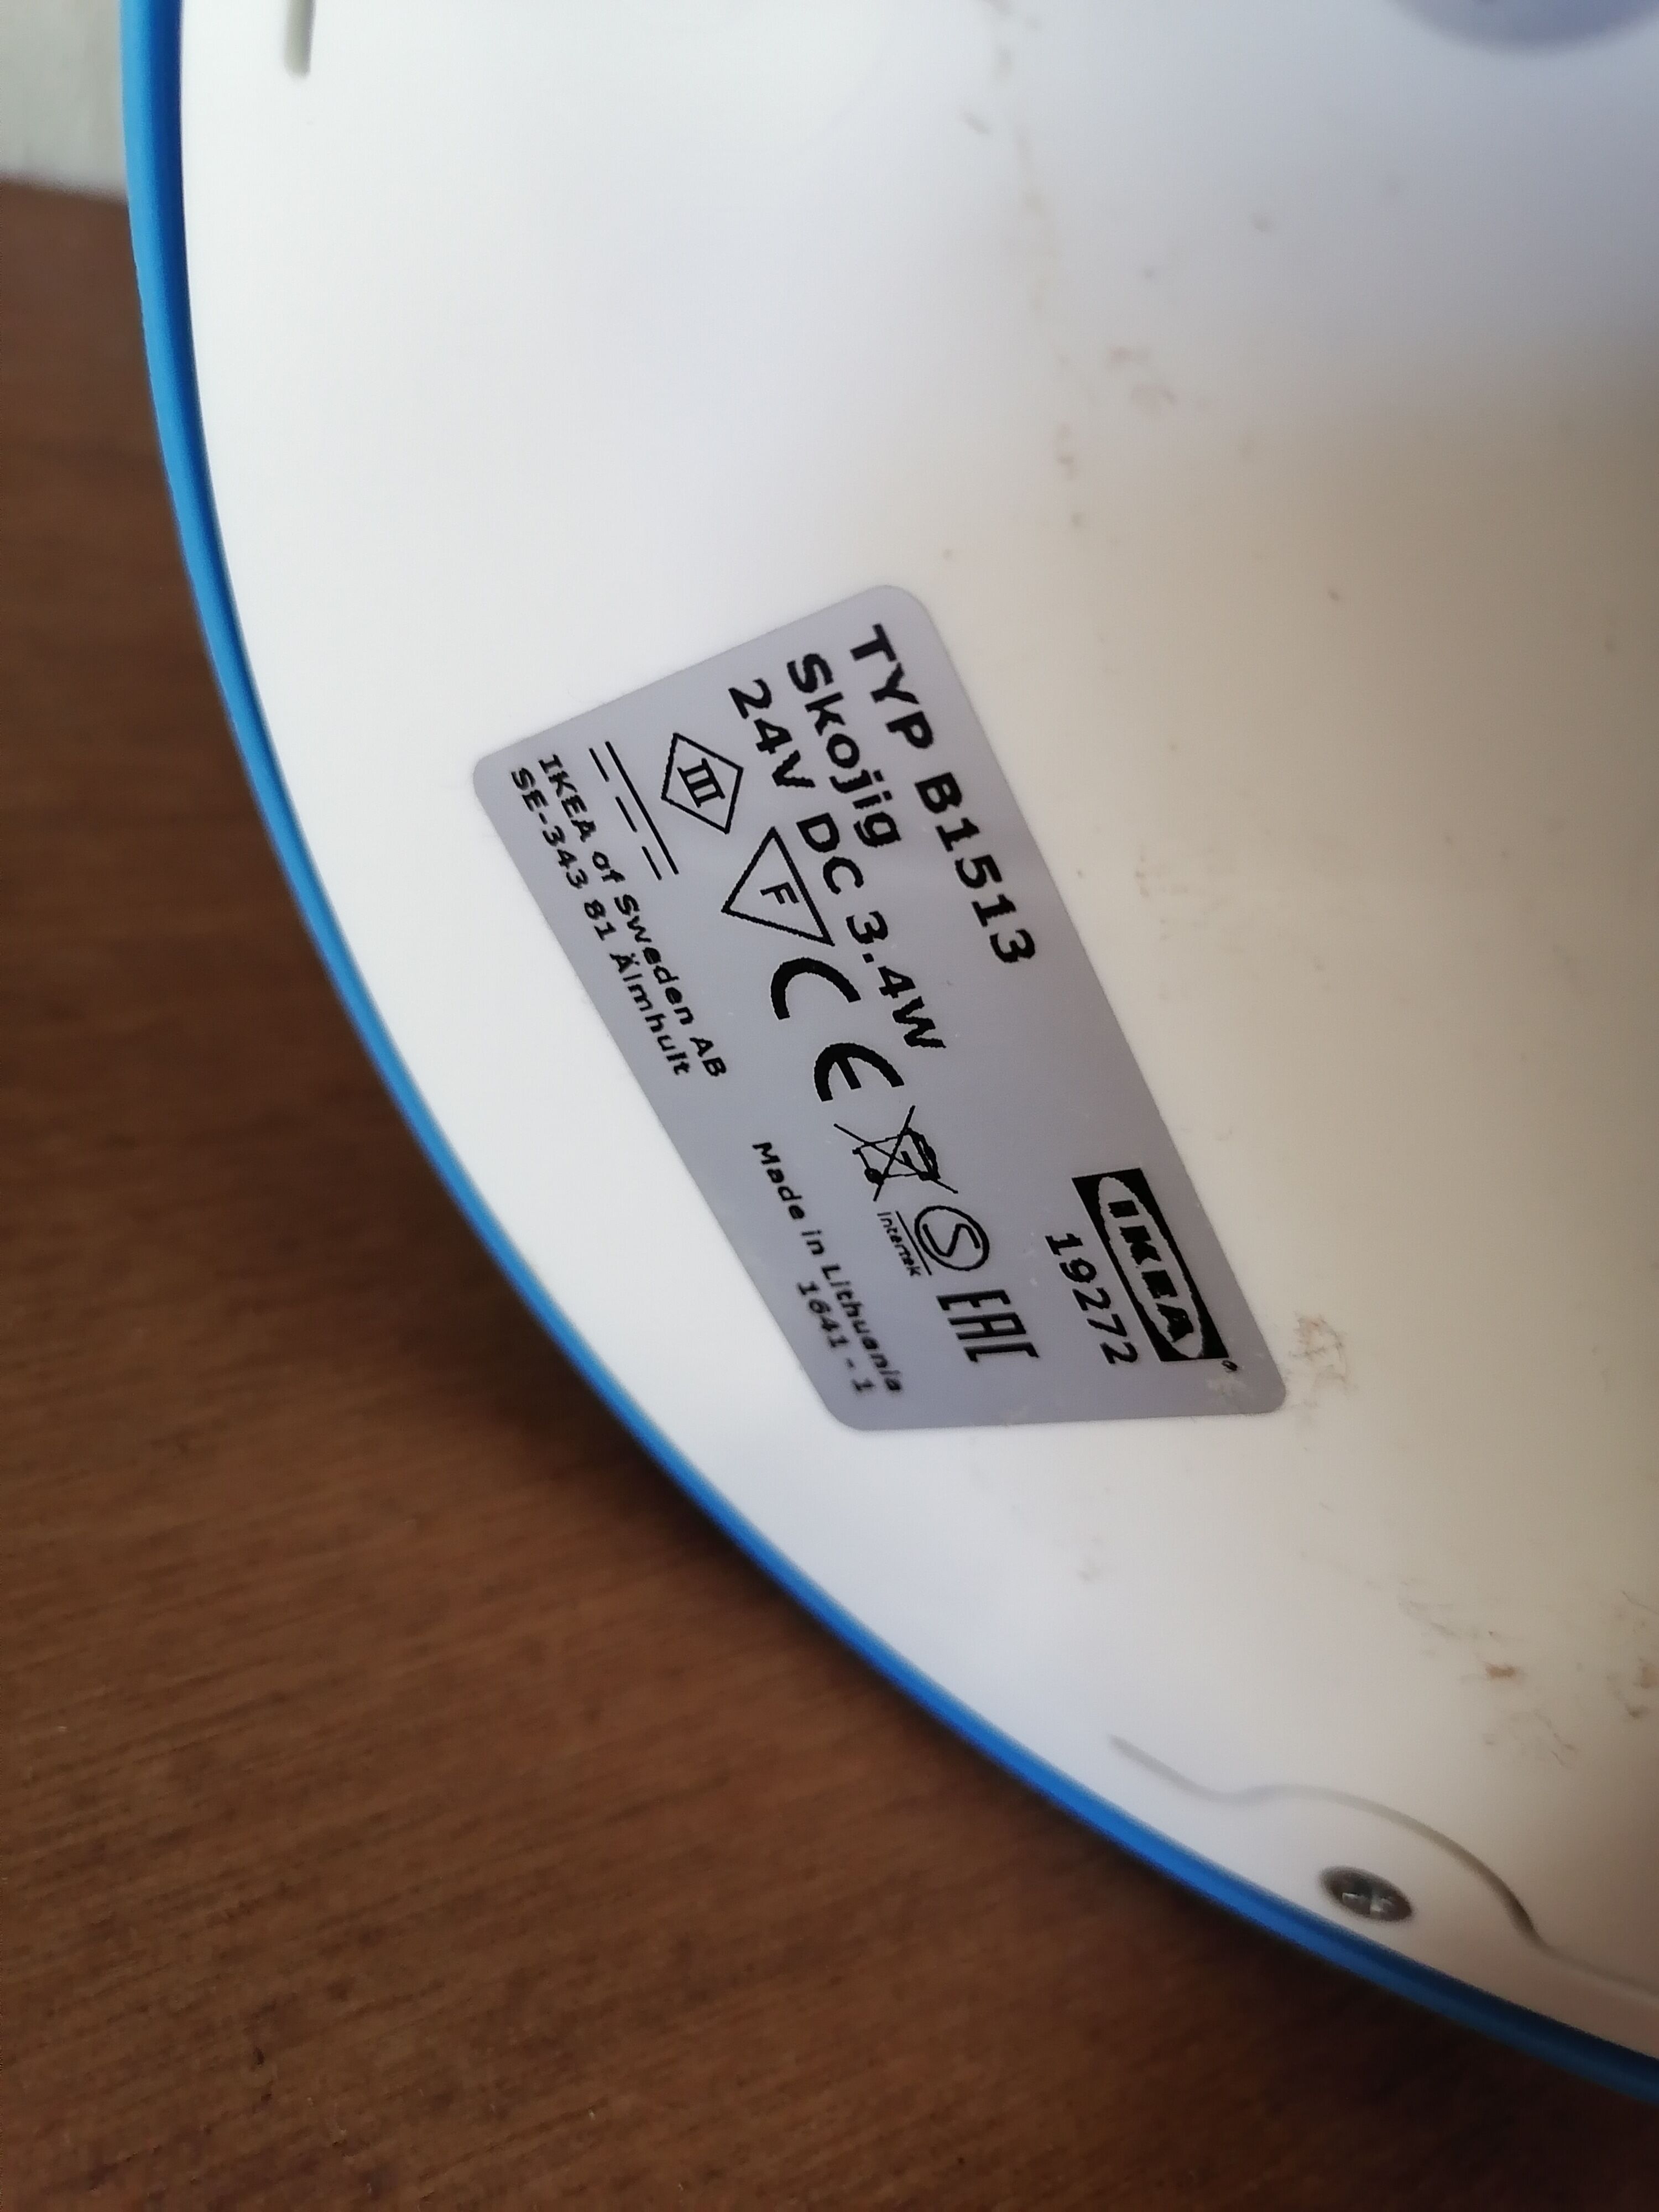 TYP B1513
Skojig
24V DC 3.4W
IKEA
19272
III
F
CE
S
Intertek
EAC
IKEA of Sweden AB
SE-343 81 Älmhult
Made in Lithuania
1641 - 1